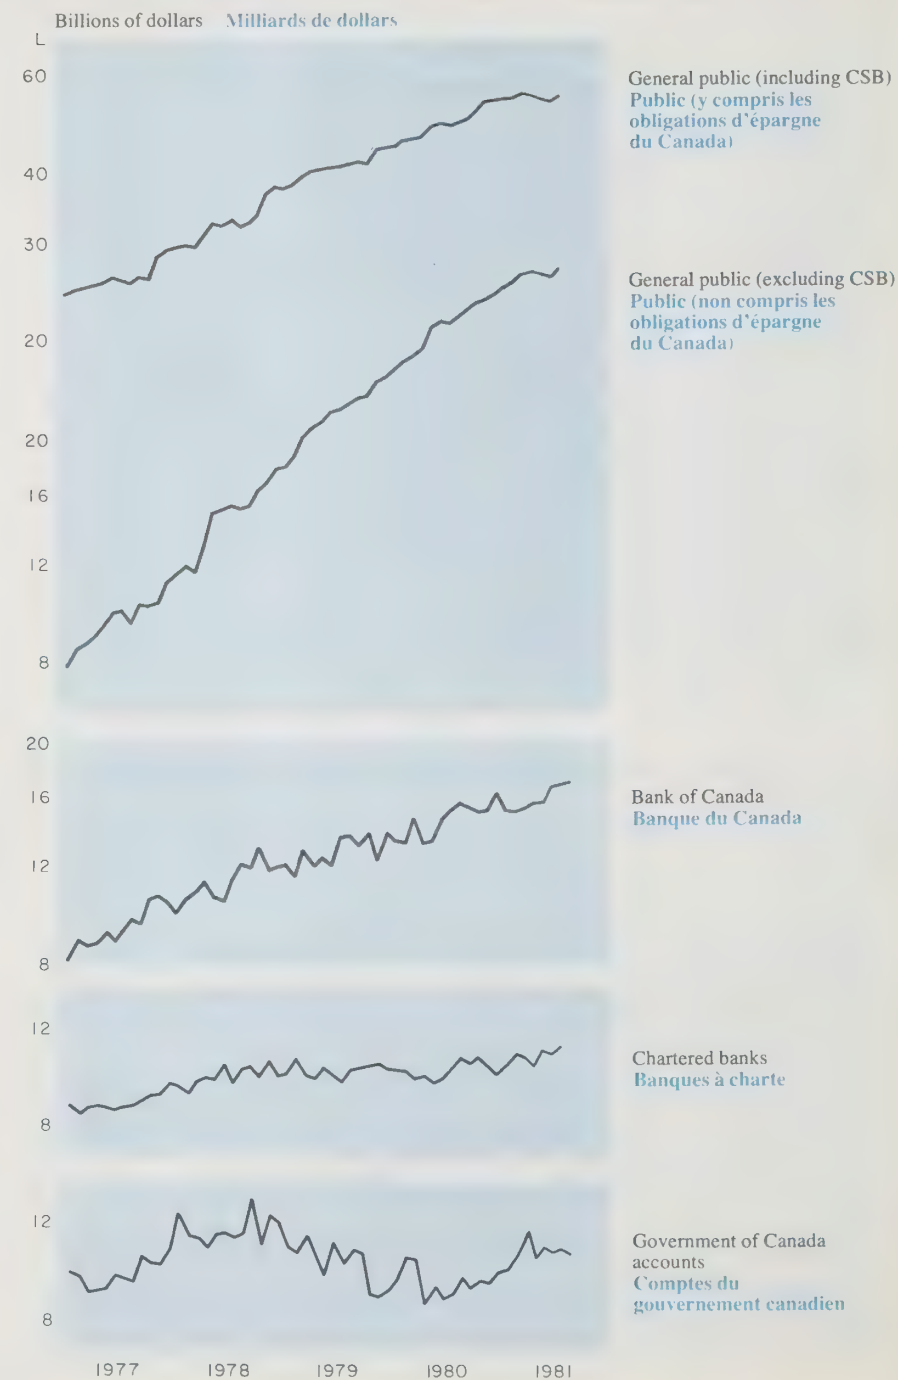 Billions of dollars Milliards de dollars
L
60
40
30
20
20
16
12
8
General public (including CSB)
Public (y compris les
obligations d'épargne
du Canada)
General public (excluding CSB)
Public (non compris les
obligations d'épargne
du Canada)
20
16
12
8
Bank of Canada
Banque du Canada
12
8
Chartered banks
Banques à charte
12
8
Government of Canada
accounts
Comptes du
gouvernement canadien
1977 1978 1979 1980 1981